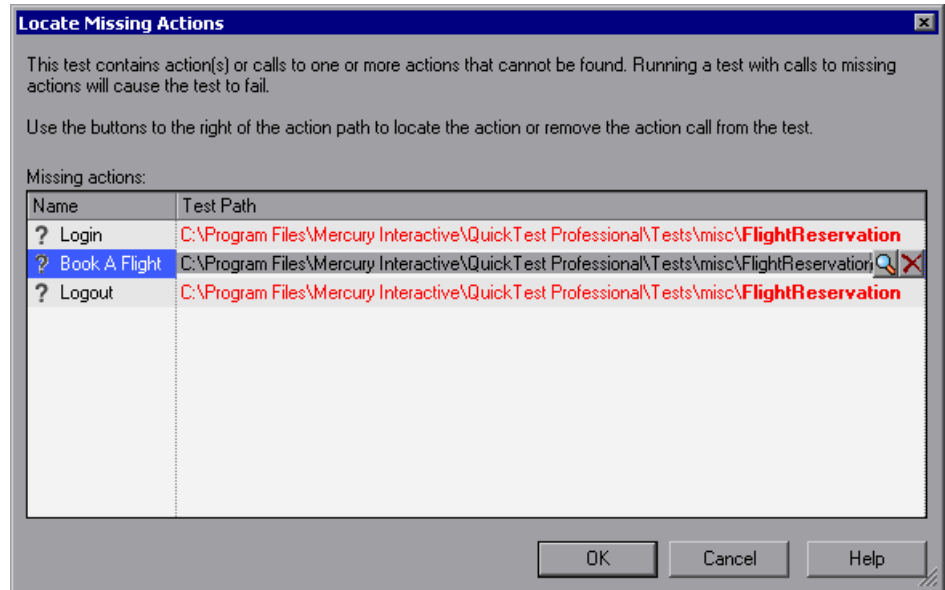 Locate Missing Actions
This test contains action(s) or calls to one or more actions that cannot be found. Running a test with calls to missing
actions will cause the test to fail.
Use the buttons to the right of the action path to locate the action or remove the action call from the test.
Missing actions:
Name Test Path
? Login C:\Program Files\Mercury Interactive\QuickTest Professional\Tests\misc\FlightReservation
? Book A Flight C:\Program Files\Mercury Interactive\QuickTest Professional\Tests\misc\FlightReservation
? Logout C:\Program Files\Mercury Interactive\QuickTest Professional\Tests\misc\FlightReservation
OK Cancel Help